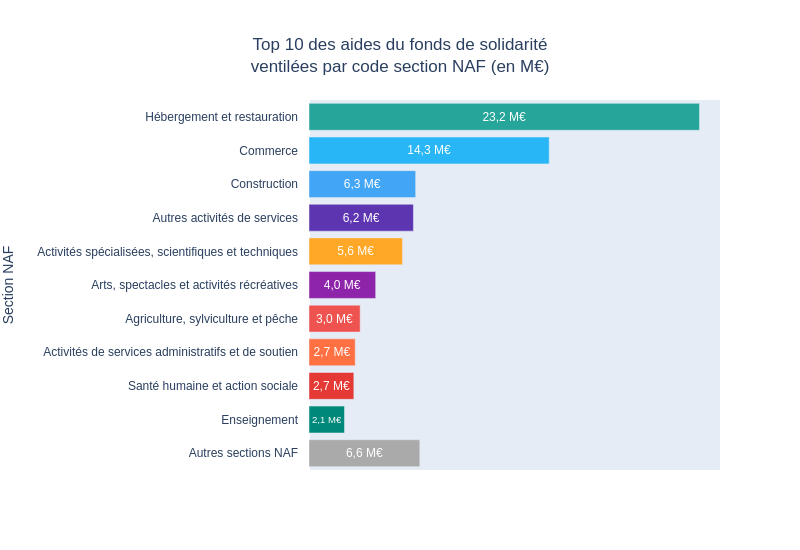 Top 10 des aides du fonds de solidarité
ventilées par code section NAF (en M€)
Section NAF
Hébergement et restauration 23,2 M€
Commerce 14,3 M€
Construction 6,3 M€
Autres activités de services 6,2 M€
Activités spécialisées, scientifiques et techniques 5,6 M€
Arts, spectacles et activités récréatives 4,0 M€
Agriculture, sylviculture et pêche 3,0 M€
Activités de services administratifs et de soutien 2,7 M€
Santé humaine et action sociale 2,7 M€
Enseignement 2,1 M€
Autres sections NAF 6,6 M€